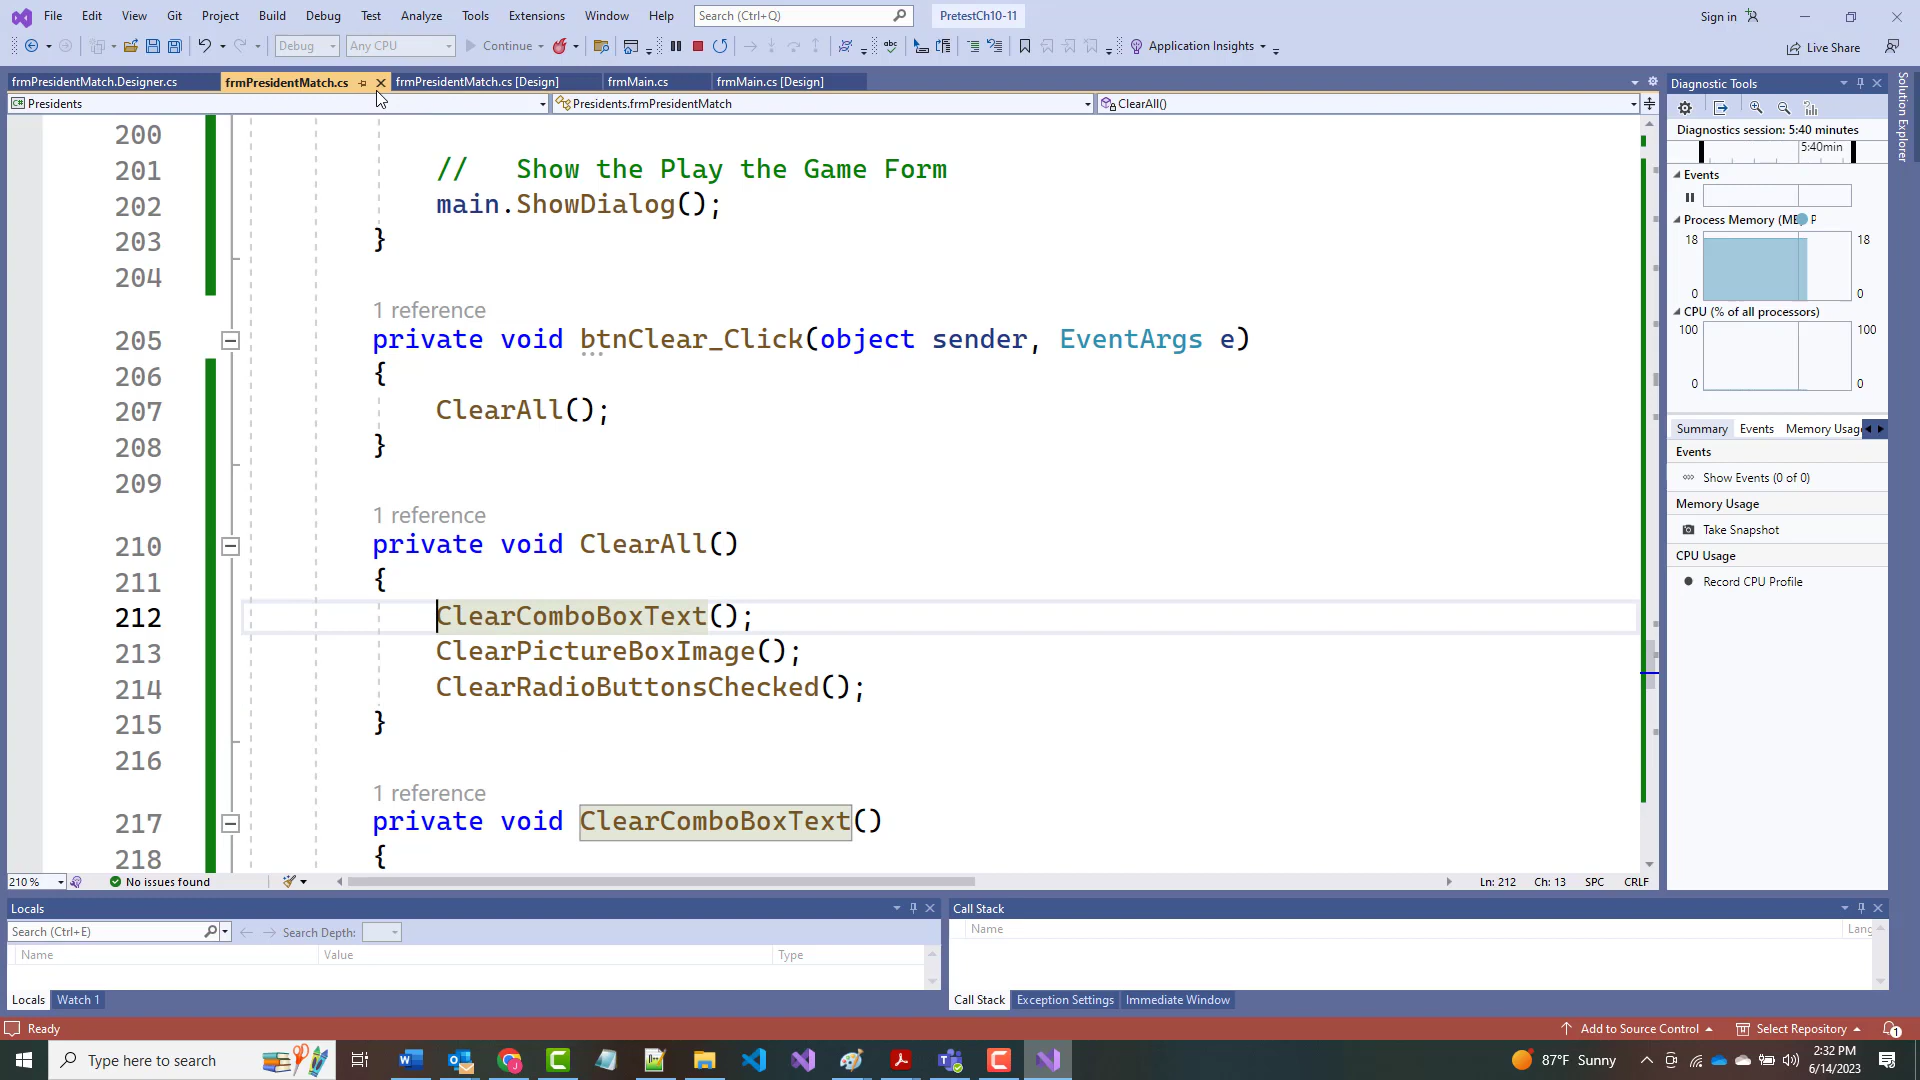 File Edit View Git Project Build Debug Test Analyze Tools Extensions Window Help Search (Ctrl+Q) PretestCh10-11 Sign in
Debug Any CPU Continue Application Insights Live Share
frmPresidentMatch.Designer.cs frmPresidentMatch.cs frmPresidentMatch.cs [Design] frmMain.cs frmMain.cs [Design]
Presidents Presidents.frmPresidentMatch ClearAll()
200
201 // Show the Play the Game Form
202 main.ShowDialog();
203 }
204
1 reference
205 private void btnClear_Click(object sender, EventArgs e)
206 {
207 ClearAll();
208 }
209
1 reference
210 private void ClearAll()
211 {
212 ClearComboBoxText();
213 ClearPictureBoxImage();
214 ClearRadioButtonsChecked();
215 }
216
1 reference
217 private void ClearComboBoxText()
218 {
210 % No issues found Ln: 212 Ch: 13 SPC CRLF
Diagnostic Tools
Diagnostics session: 5:40 minutes
5:40min
Events
Process Memory (ME P
18 18
0 0
CPU (% of all processors)
100 100
0 0
Summary Events Memory Usag
Events
Show Events (0 of 0)
Memory Usage
Take Snapshot
CPU Usage
Record CPU Profile
Solution Explorer
Locals
Search (Ctrl+E) Search Depth:
Name Value Type
Locals Watch 1
Call Stack
Name Lang
Call Stack Exception Settings Immediate Window
Ready Add to Source Control Select Repository 1
Type here to search 87°F Sunny 2:32 PM
6/14/2023